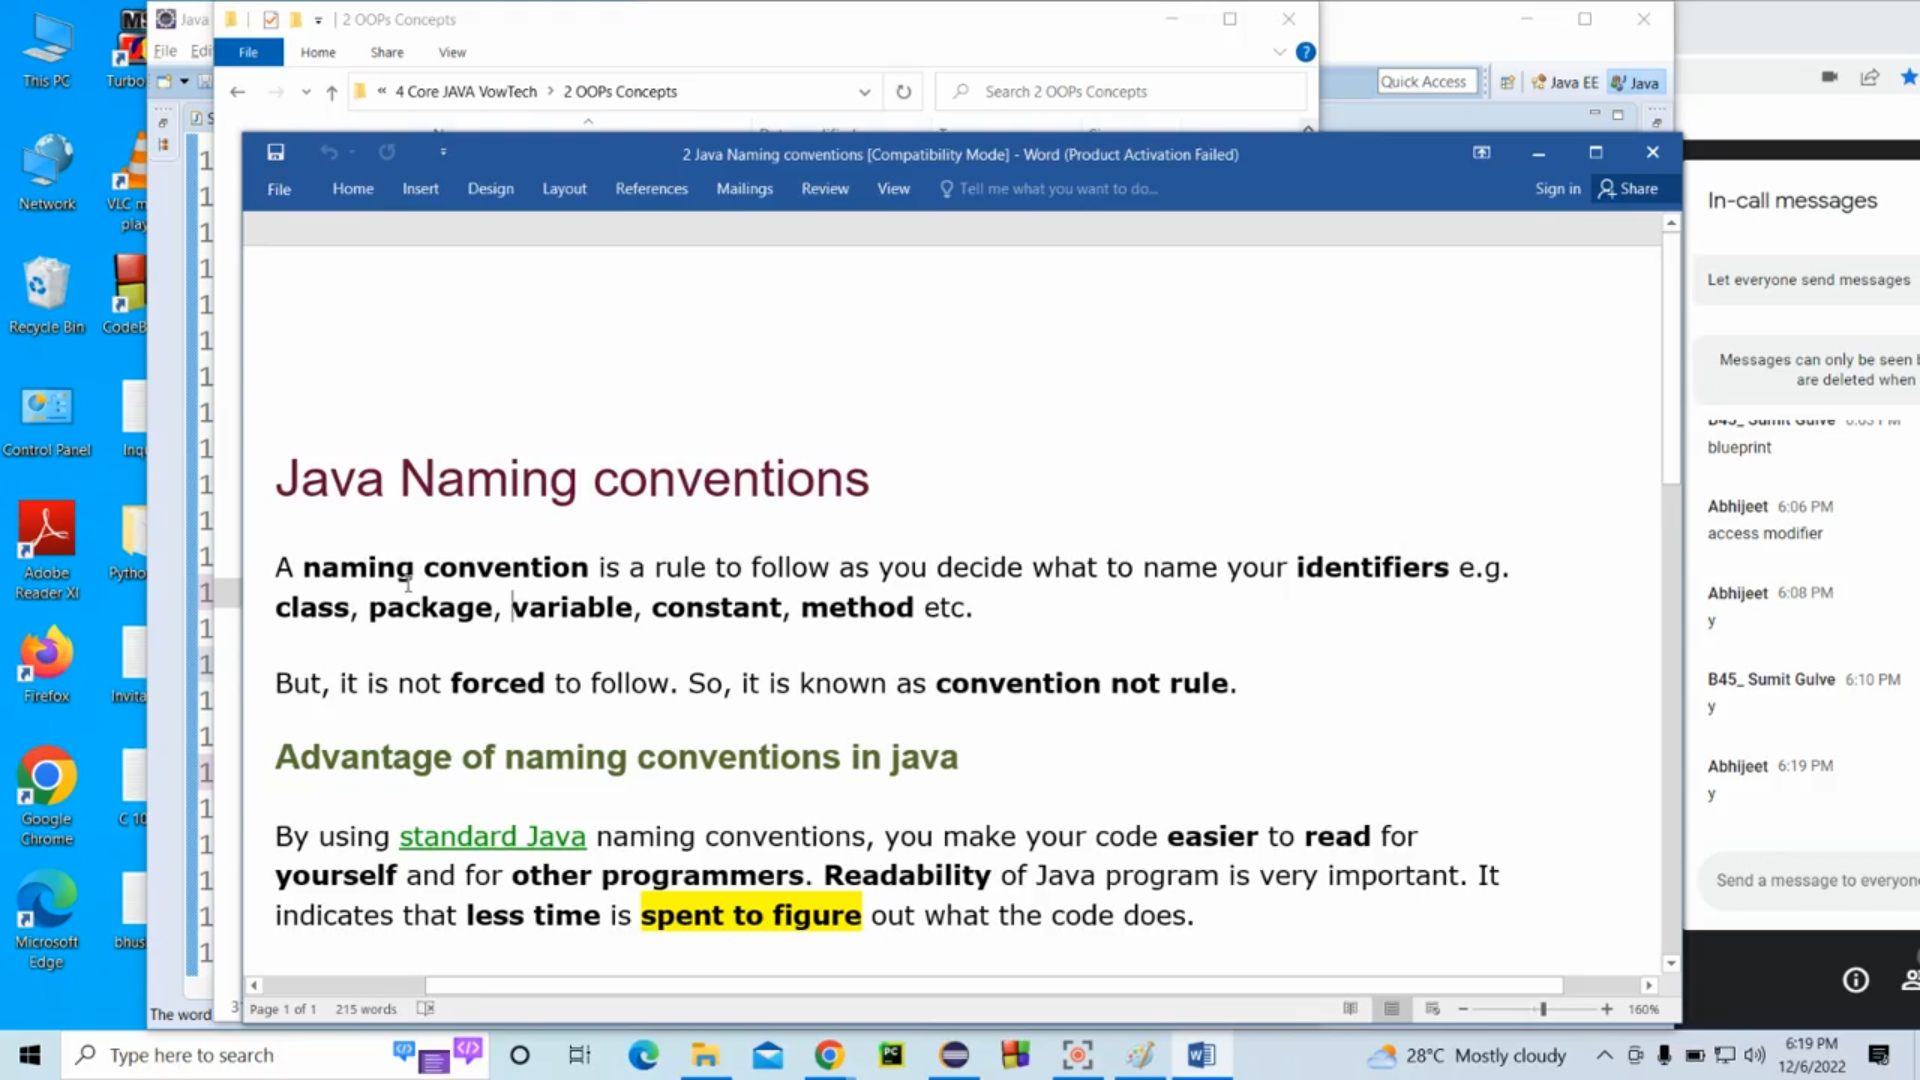 This PC
Network
Recycle Bin
Control Panel
Adobe
Reader XI
Firefox
Google
Chrome
Microsoft
Edge
Java
File
2 OOPs Concepts
File Home Share View
« 4 Core JAVA VowTech > 2 OOPs Concepts
Search 2 OOPs Concepts
Quick Access
Java EE
Java
2 Java Naming conventions [Compatibility Mode] - Word (Product Activation Failed)
File Home Insert Design Layout References Mailings Review View Tell me what you want to do...
Sign in Share
Java Naming conventions
A naming convention is a rule to follow as you decide what to name your identifiers e.g.
class, package, variable, constant, method etc.
But, it is not forced to follow. So, it is known as convention not rule.
Advantage of naming conventions in java
By using standard Java naming conventions, you make your code easier to read for
yourself and for other programmers. Readability of Java program is very important. It
indicates that less time is spent to figure out what the code does.
The word
Page 1 of 1 215 words
160%
In-call messages
Let everyone send messages
Messages can only be seen
are deleted when
B45_ Sumit Gulve
blueprint
Abhijeet 6:06 PM
access modifier
Abhijeet 6:08 PM
y
B45_ Sumit Gulve 6:10 PM
y
Abhijeet 6:19 PM
y
Send a message to everyone
Type here to search
28°C Mostly cloudy
6:19 PM
12/6/2022